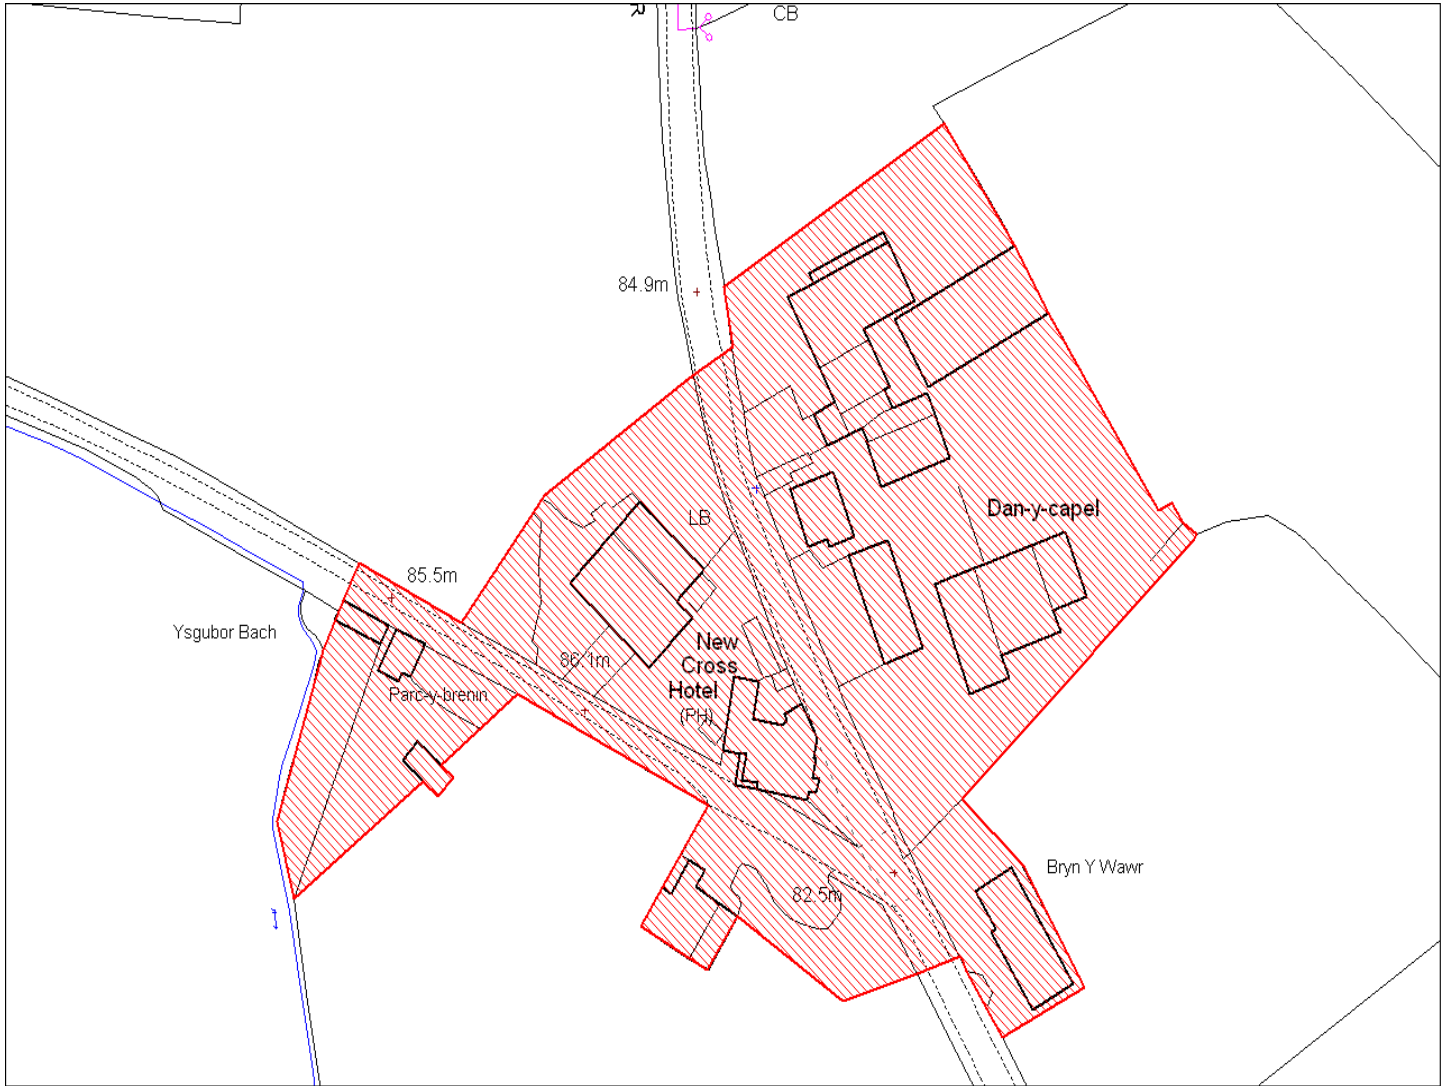 R
CB
84.9m
Dan-y-capel
LB
85.5m
Ysgubor Bach
New
Cross
Hotel
(PH)
86.1m
Parc-y-brenin
Bryn Y Wawr
82.5m